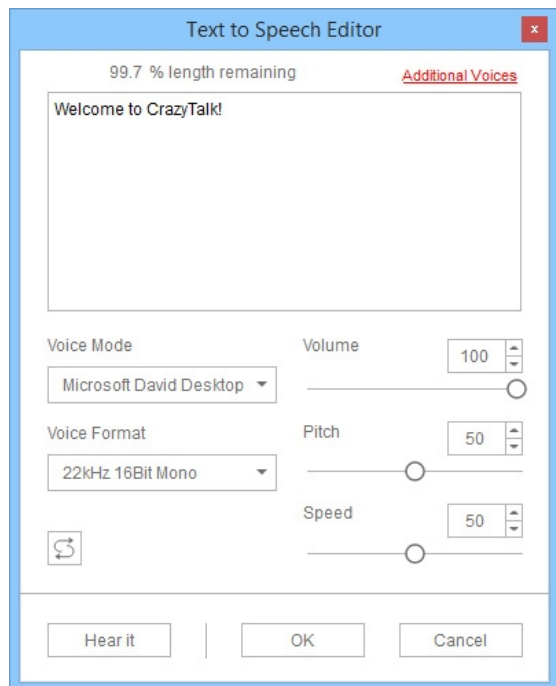 Text to Speech Editor
x
99.7 % length remaining
Additional Voices
Welcome to CrazyTalk!
Voice Mode
Microsoft David Desktop
Volume
100
Voice Format
22kHz 16Bit Mono
Pitch
50
Speed
50
Hear it
OK
Cancel